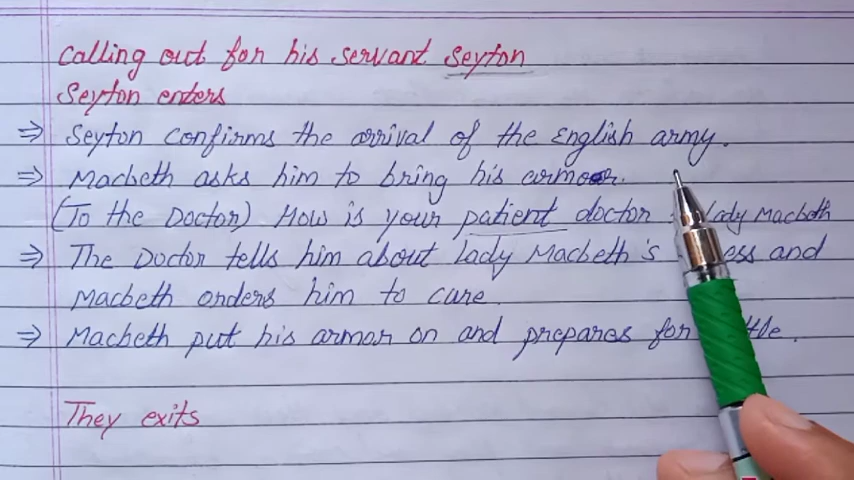 Calling out for his servant Seyton
Seyton enters
⇒ Seyton confirms the arrival of the English army.
⇒ Macbeth asks him to bring his armor.
(To the Doctor) How is your patient doctor Lady Macbeth
⇒ The Doctor tells him about Lady Macbeth's and
Macbeth orders him to cure.
⇒ Macbeth put his armor on and prepares for
They exits